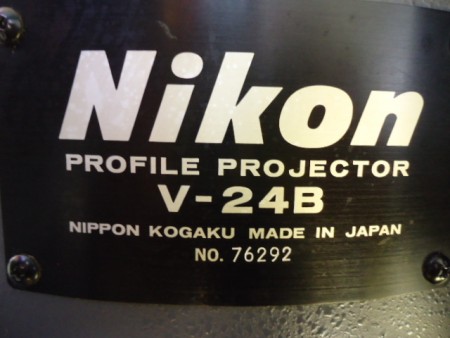 Nikon
PROFILE PROJECTOR
V-24B
NIPPON KOGAKU MADE IN JAPAN
NO. 76292